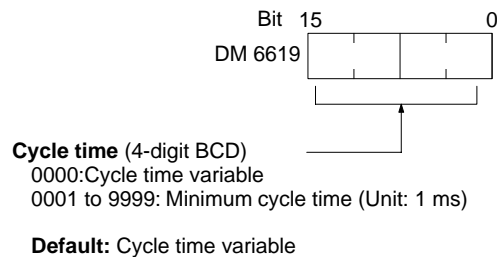 Bit 15 0
DM 6619
Cycle time (4-digit BCD)
0000:Cycle time variable
0001 to 9999: Minimum cycle time (Unit: 1 ms)
Default: Cycle time variable